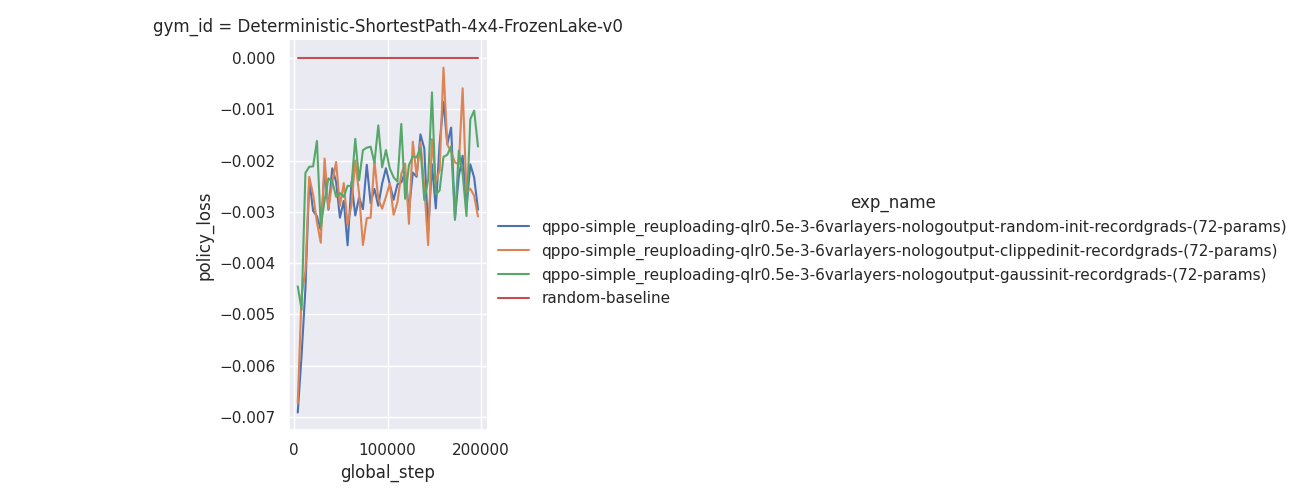 gym_id = Deterministic-ShortestPath-4x4-FrozenLake-v0
0.000
−0.001
−0.002
−0.003
−0.004
−0.005
−0.006
−0.007
policy_loss
0 100000 200000
global_step
exp_name
qppo-simple_reuploading-qlr0.5e-3-6varlayers-nologoutput-random-init-recordgrads-(72-params)
qppo-simple_reuploading-qlr0.5e-3-6varlayers-nologoutput-clippedinit-recordgrads-(72-params)
qppo-simple_reuploading-qlr0.5e-3-6varlayers-nologoutput-gaussinit-recordgrads-(72-params)
random-baseline